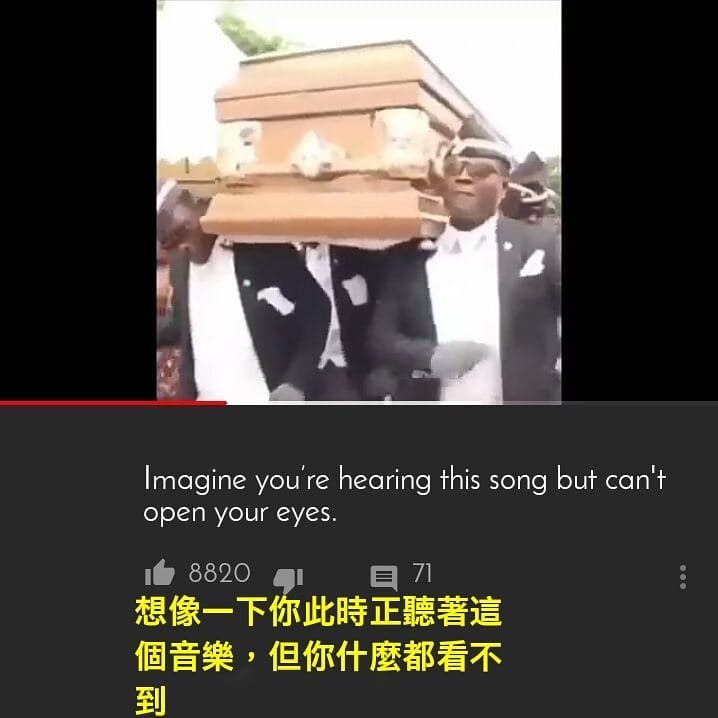 Imagine you're hearing this song but can't
open your eyes.
8820
71
想像一下你此時正聽著這
個音樂，但你什麼都看不
到